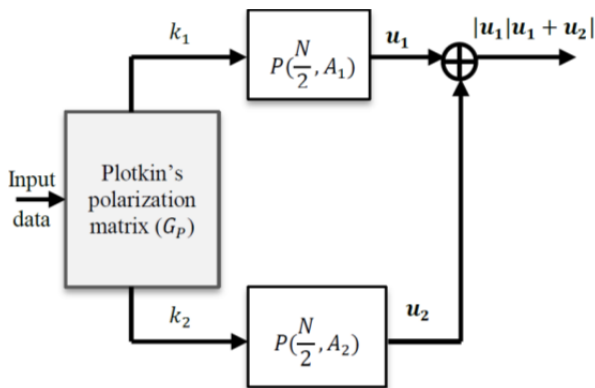 k₁
P(N/2, A₁)
u₁
|u₁|u₁ + u₂|
Input
data
Plotkin's
polarization
matrix (G_P)
k₂
P(N/2, A₂)
u₂